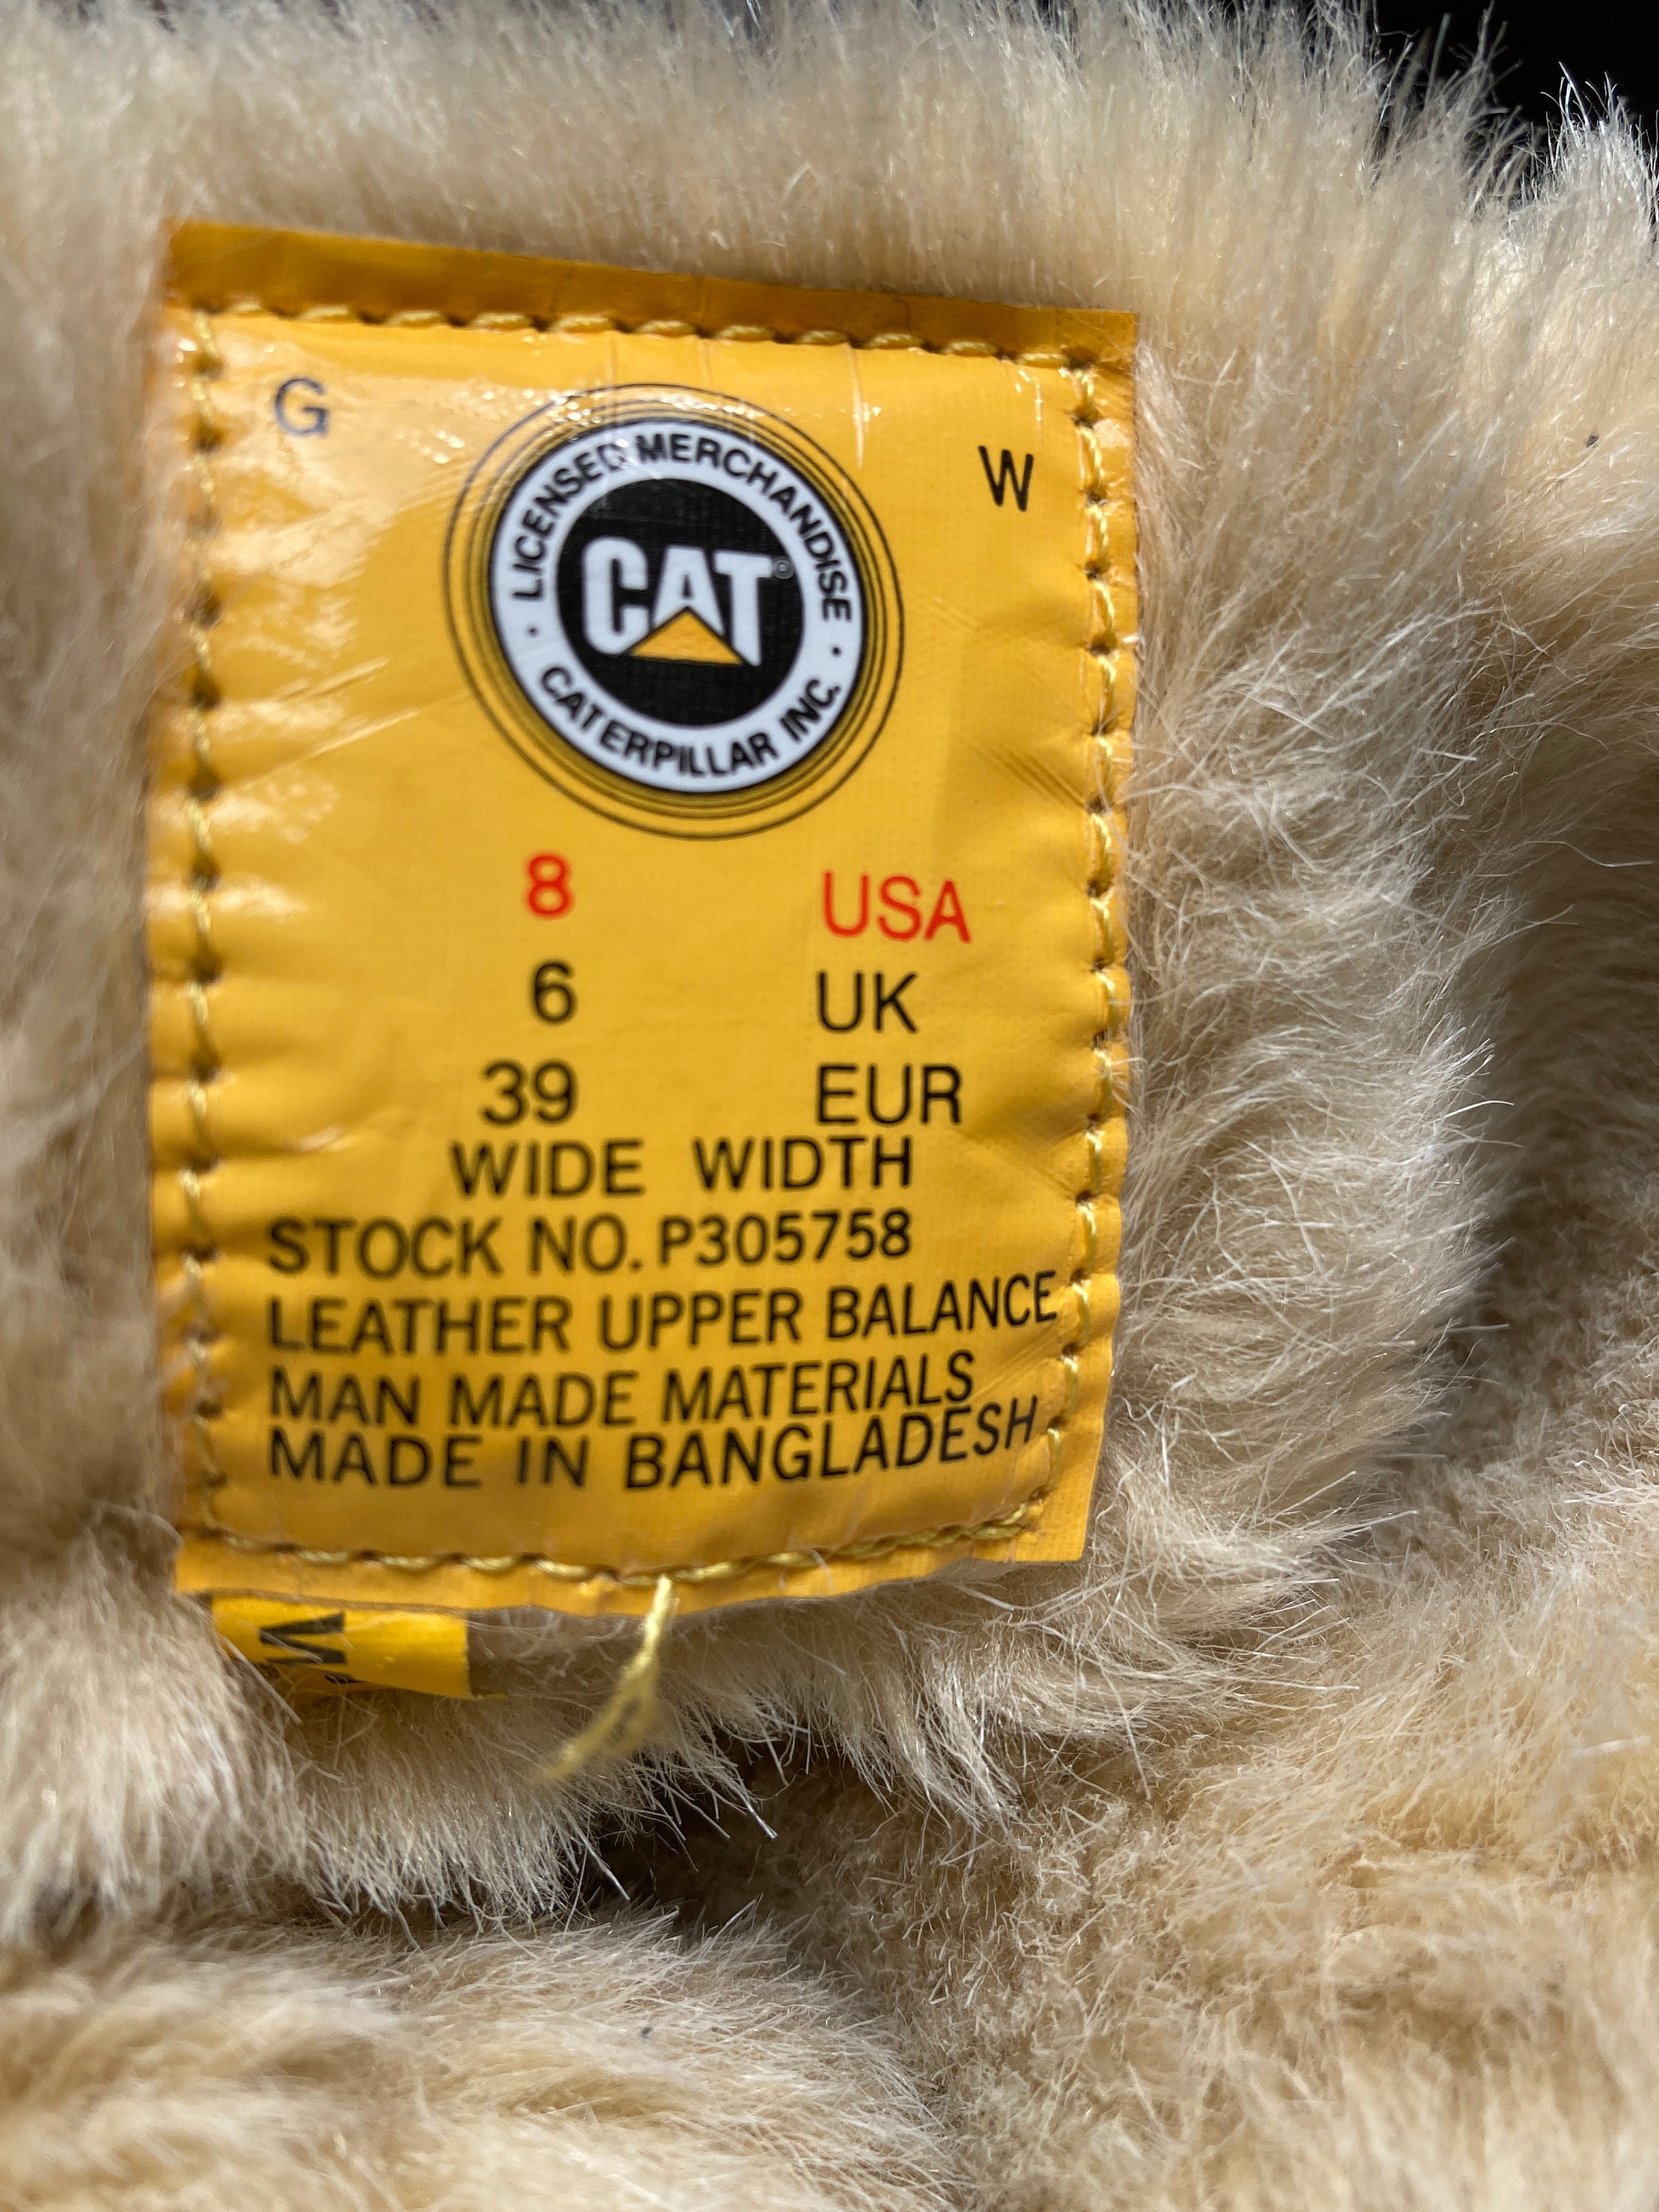 G
LICENSED MERCHANDISE
W
CAT
CATERPILLAR INC.
8 USA
6 UK
39 EUR
WIDE WIDTH
STOCK NO. P305758
LEATHER UPPER BALANCE
MAN MADE MATERIALS
MADE IN BANGLADESH